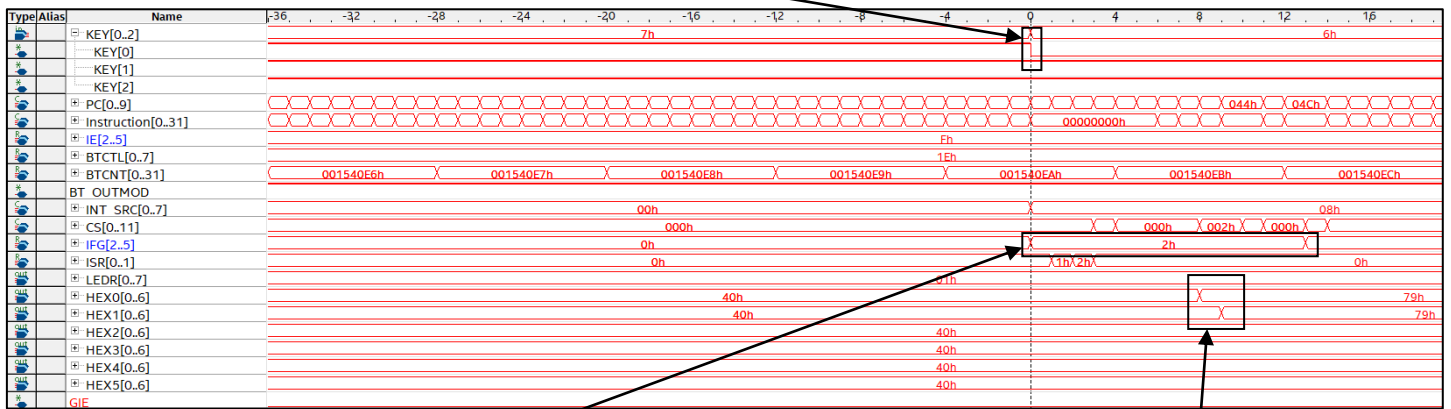 Type Alias Name -36 -32 -28 -24 -20 -16 -12 -8 -4 0 4 8 12 16
KEY[0..2] 7h 6h
KEY[0]
KEY[1]
KEY[2]
PC[0..9] 044h 04Ch
Instruction[0..31] 00000000h
IE[2..5] Fh
BTCTL[0..7] 1Eh
BTCNT[0..31] 001540E6h 001540E7h 001540E8h 001540E9h 001540EAh 001540EBh 001540ECh
BT OUTMOD
INT SRC[0..7] 00h 08h
CS[0..11] 000h 000h 002h 000h
IFG[2..5] 0h 2h
ISR[0..1] 0h 1h 2h 0h
LEDR[0..7] 01h
HEX0[0..6] 40h 79h
HEX1[0..6] 40h 79h
HEX2[0..6] 40h
HEX3[0..6] 40h
HEX4[0..6] 40h
HEX5[0..6] 40h
GIE